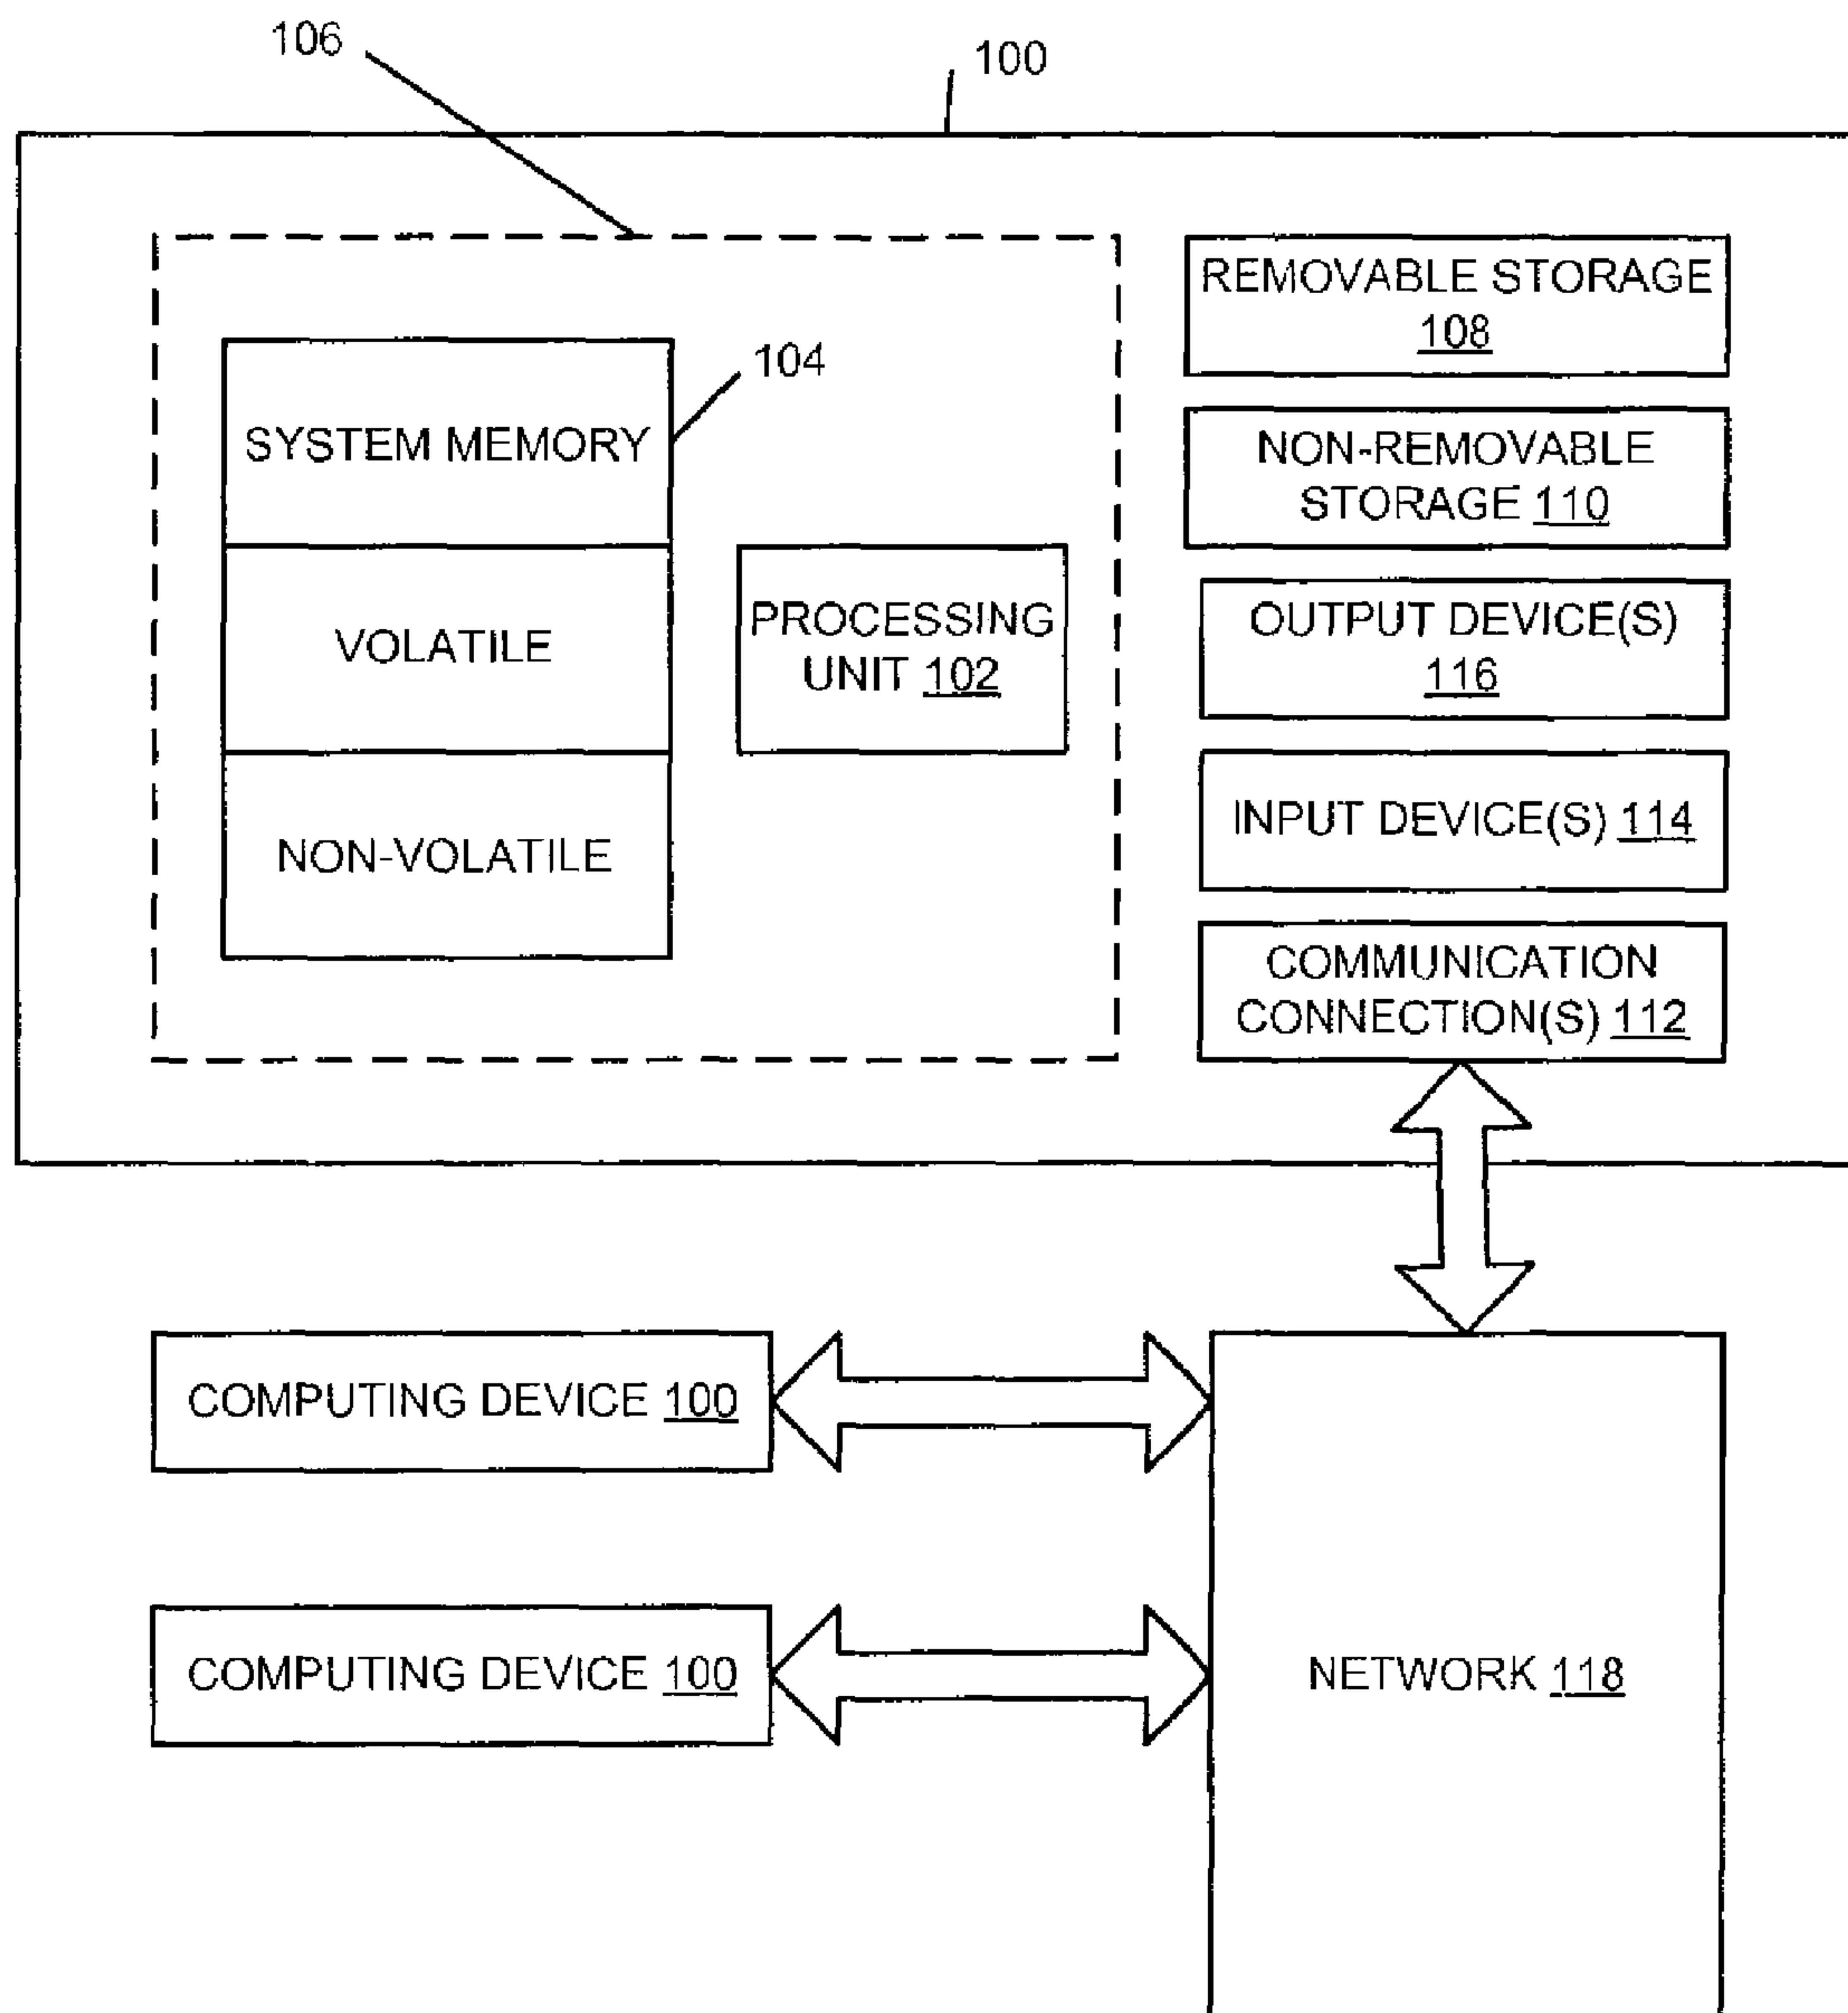 106
100
REMOVABLE STORAGE
108
104
SYSTEM MEMORY
NON-REMOVABLE
STORAGE 110
VOLATILE
PROCESSING
UNIT 102
OUTPUT DEVICE(S)
116
NON-VOLATILE
INPUT DEVICE(S) 114
COMMUNICATION
CONNECTION(S) 112
COMPUTING DEVICE 100
COMPUTING DEVICE 100
NETWORK 118